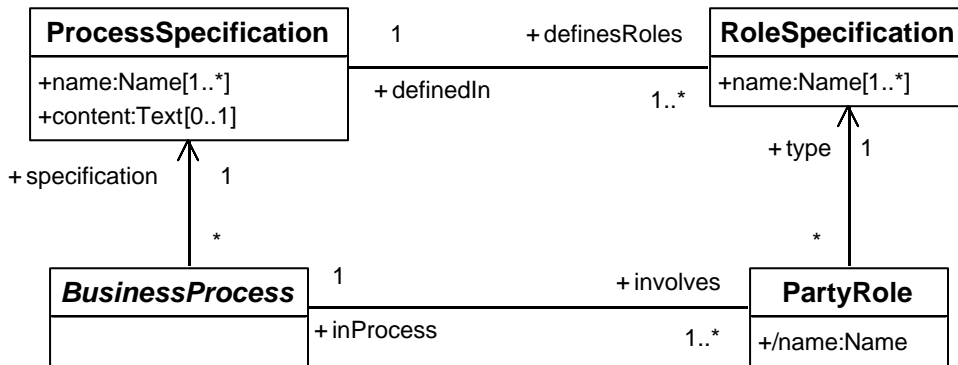 ProcessSpecification
+name:Name[1..*]
+content:Text[0..1]
1
+definesRoles
+definedIn
1..*
RoleSpecification
+name:Name[1..*]
+specification
1
*
+type
1
*
BusinessProcess
1
+involves
+inProcess
1..*
PartyRole
+/name:Name